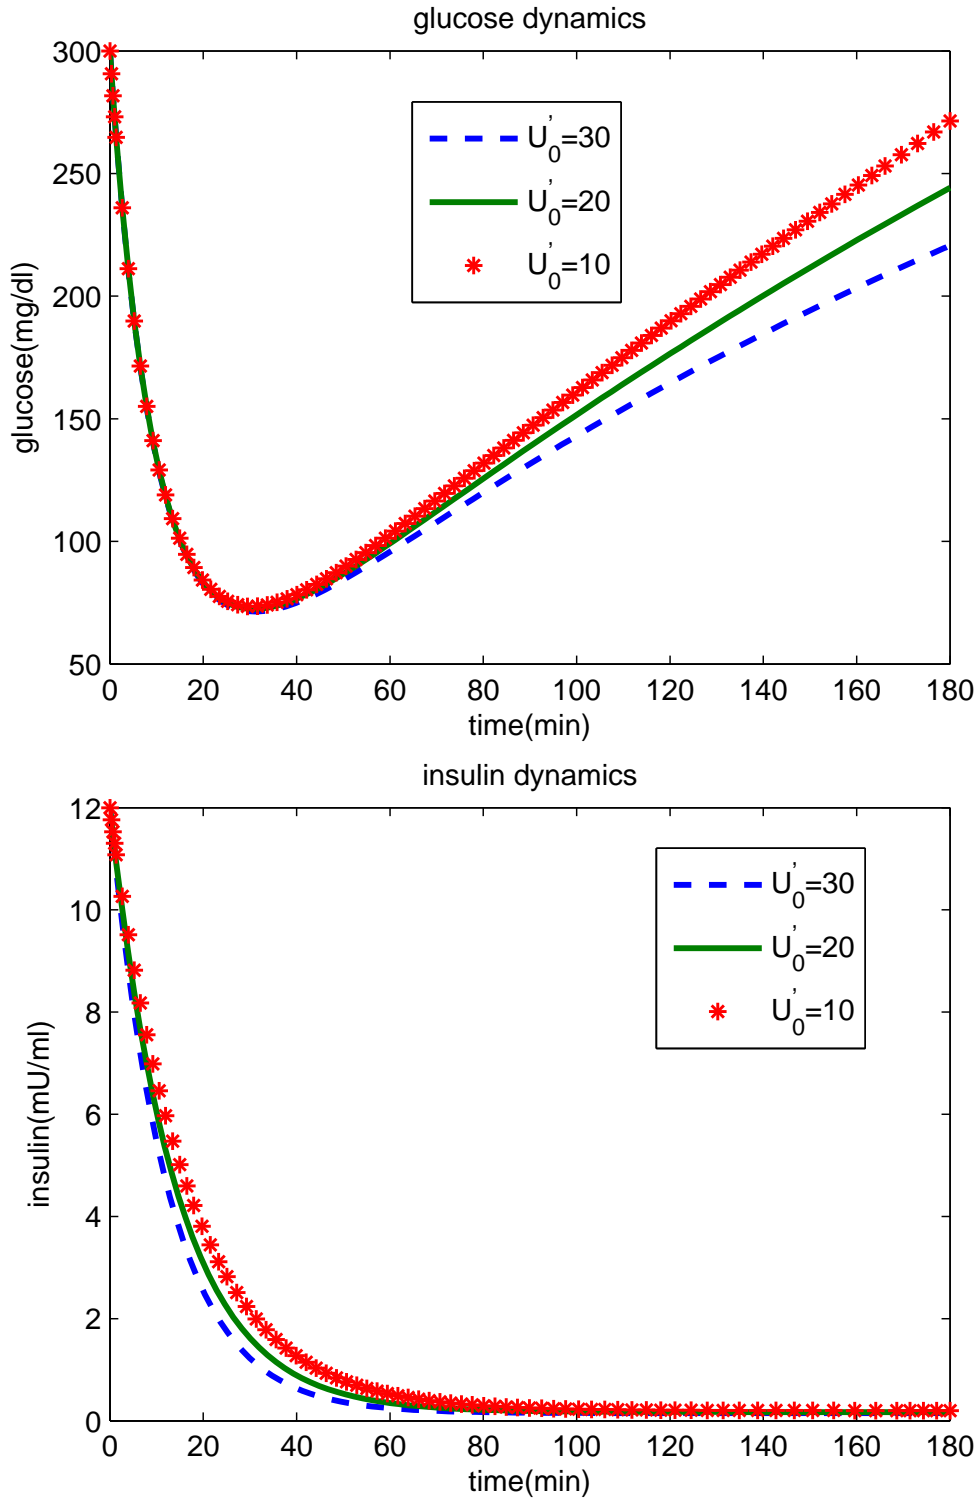 glucose dynamics
300
250
200
150
100
50
glucose(mg/dl)
U'0=30
U'0=20
U'0=10
0 20 40 60 80 100 120 140 160 180
time(min)
insulin dynamics
12
10
8
6
4
2
0
insulin(mU/ml)
U'0=30
U'0=20
U'0=10
0 20 40 60 80 100 120 140 160 180
time(min)